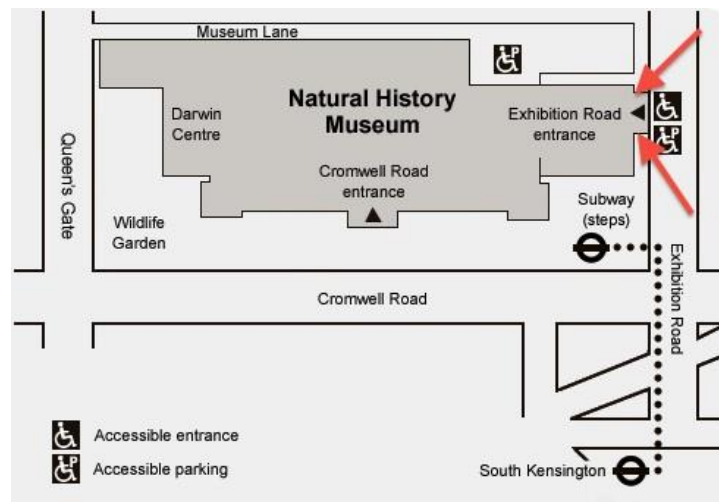 Museum Lane
P
Natural History
Museum
Darwin
Centre
Exhibition Road
entrance
P
Cromwell Road
entrance
Queen's Gate
Wildlife
Garden
Subway
(steps)
Exhibition Road
Cromwell Road
Accessible entrance
P
Accessible parking
South Kensington